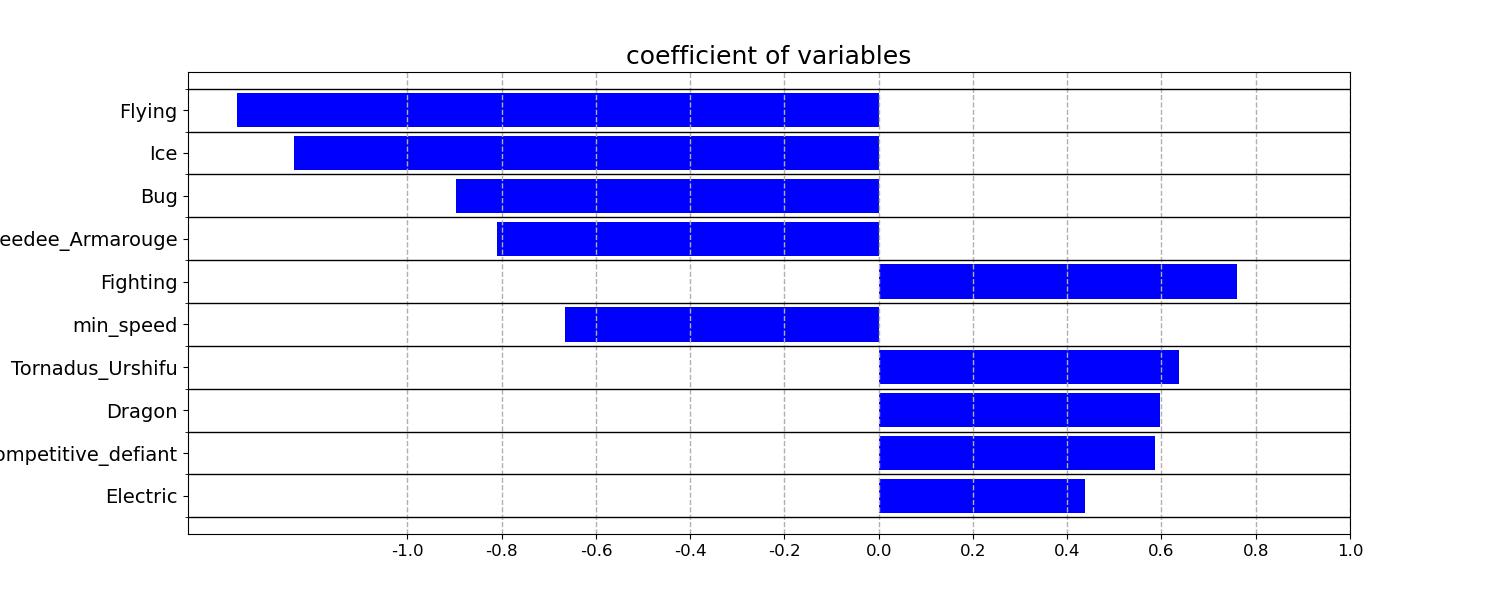 coefficient of variables
Flying
Ice
Bug
eedee_Armarouge
Fighting
min_speed
Tornadus_Urshifu
Dragon
ompetitive_defiant
Electric
-1.0 -0.8 -0.6 -0.4 -0.2 0.0 0.2 0.4 0.6 0.8 1.0